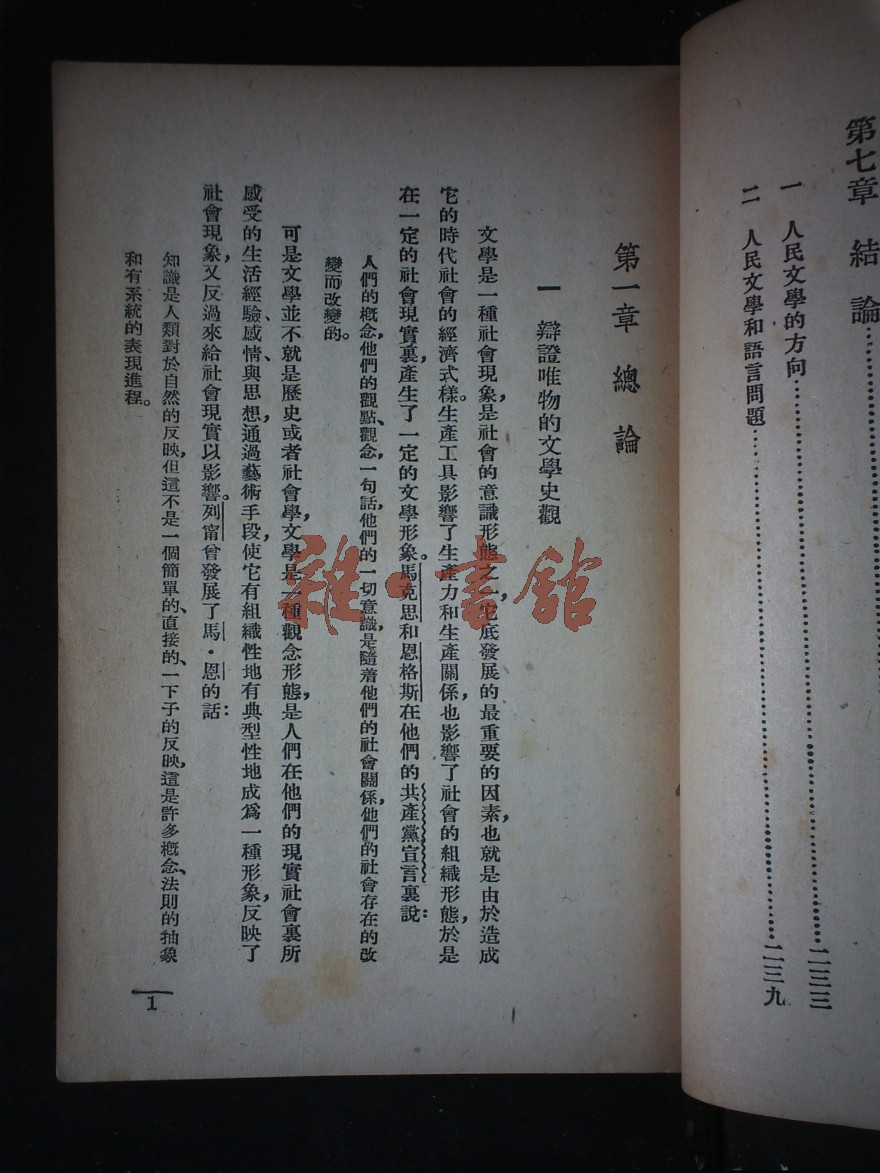 第七章 結論……………
一 人民文學的方向……………二三三
二 人民文學和語言問題……………二三九
第一章 總論
一 辯證唯物的文學史觀
文學是一種社會現象,是社會的意識形態之一,它底發展的最重要的因素,也就是由於造成
它的時代社會的經濟式樣。生產工具影響了生產力和生產關係,也影響了社會的組織形態,於是
在一定的社會現實裏,產生了一定的文學形象。馬克思和恩格斯在他們的共產黨宣言裏說:
人們的概念,他們的觀點、觀念,一句話,他們的一切意識,是隨着他們的社會關係,他們的社會存在的改
變而改變的。
可是文學並不就是歷史或者社會學,文學是一種觀念形態,是人們在他們的現實社會裏所
感受的生活經驗、感情與思想,通過藝術手段,使它有組織性地有典型性地成爲一種形象,反映了
社會現象,又反過來給社會現實以影響。列甯曾發展了馬·恩的話:
知識是人類對於自然的反映,但這不是一個簡單的、直接的、一下子的反映,這是許多概念、法則的抽象
和有系統的表現進程。
1
雜·書館